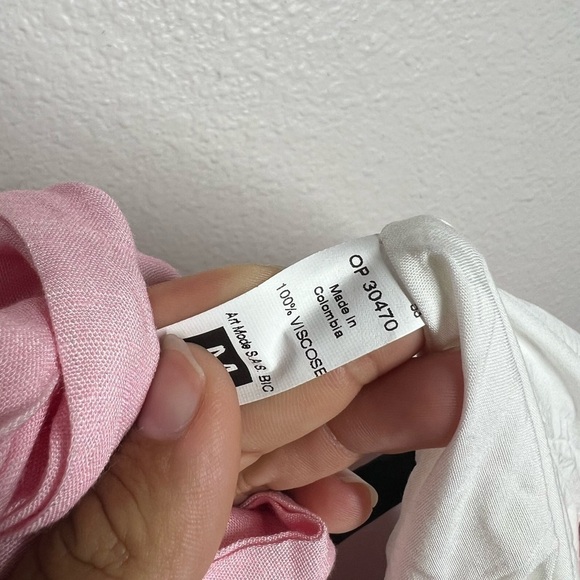 OP 30470
Made in
Colombia
100% VISCOSE
Art Mode S.A.S. BIC
M